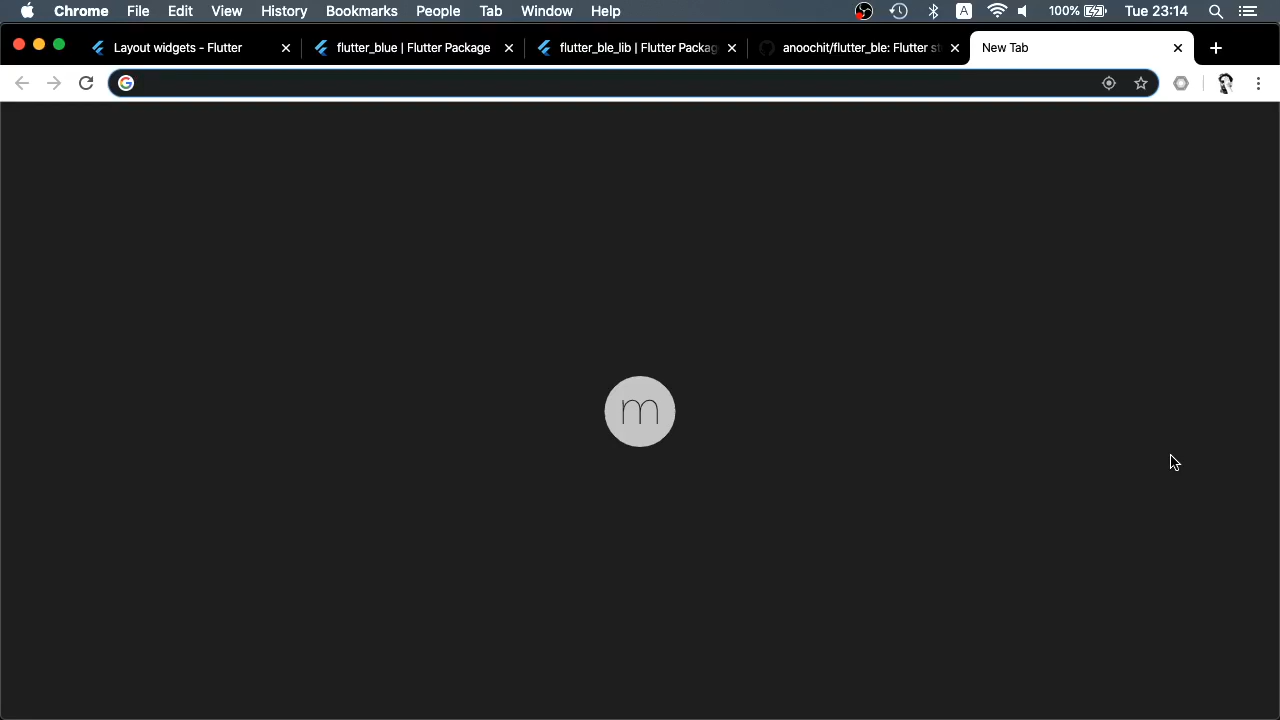 Chrome File Edit View History Bookmarks People Tab Window Help A 100% Tue 23:14
Layout widgets - Flutter flutter_blue | Flutter Package flutter_ble_lib | Flutter Packag anoochit/flutter_ble: Flutter st New Tab
G
m